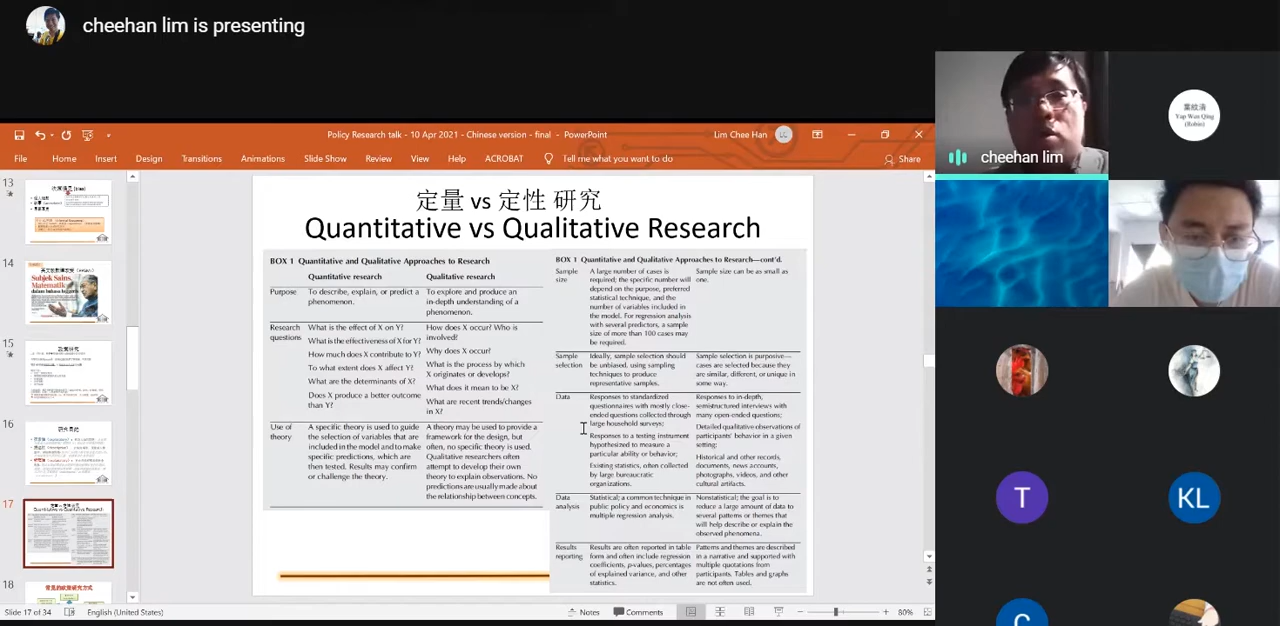 cheehan lim is presenting
Policy Research talk - 10 Apr 2021 - Chinese version - final - PowerPoint
Lim Chee Han
LC
File
Home
Insert
Design
Transitions
Animations
Slide Show
Review
View
Help
ACROBAT
Tell me what you want to do
Share
13
14
Subjek Sains,
Matematik
15
16
17
18
定量 vs 定性 研究
Quantitative vs Qualitative Research
BOX 1 Quantitative and Qualitative Approaches to Research
Quantitative research
Qualitative research
Purpose
To describe, explain, or predict a
phenomenon.
To explore and produce an
in-depth understanding of a
phenomenon.
Research
questions
What is the effect of X on Y?
What is the effectiveness of X for Y?
How much does X contribute to Y?
To what extent does X affect Y?
What are the determinants of X?
Does X produce a better outcome
than Y?
How does X occur? Who is
involved?
Why does X occur?
What is the process by which
X originates or develops?
What does it mean to be X?
What are recent trends/changes
in X?
Use of
theory
A specific theory is used to guide
the selection of variables that are
included in the model and to make
specific predictions, which are
then tested. Results may confirm
or challenge the theory.
A theory may be used to provide a
framework for the design, but
often, no specific theory is used.
Qualitative researchers often
attempt to develop their own
theory to explain observations. No
predictions are usually made about
the relationship between concepts.
BOX 1 Quantitative and Qualitative Approaches to Research—cont'd.
Sample
size
A large number of cases is
required; the specific number will
depend on the purpose, preferred
statistical technique, and the
number of variables included in
the model. For regression analysis
with several predictors, a sample
size of more than 100 cases may
be required.
Sample size can be as small as
one.
Sample
selection
Ideally, sample selection should
be unbiased, using sampling
techniques to produce
representative samples.
Sample selection is purposive—
cases are selected because they
are similar, different, or unique in
some way.
Data
Responses to standardized
questionnaires with mostly close-
ended questions collected through
large household surveys;
Responses to a testing instrument
hypothesized to measure a
particular ability or behavior;
Existing statistics, often collected
by large bureaucratic
organizations.
Responses to in-depth,
semistructured interviews with
many open-ended questions;
Detailed qualitative observations of
participants' behavior in a given
setting;
Historical and other records,
documents, news accounts,
photographs, videos, and other
cultural artifacts.
Data
analysis
Statistical; a common technique in
public policy and economics is
multiple regression analysis.
Nonstatistical; the goal is to
reduce a large amount of data to
several patterns or themes that
will help describe or explain the
observed phenomena.
Results
reporting
Results are often reported in table
form and often include regression
coefficients, p-values, percentages
of explained variance, and other
statistics.
Patterns and themes are described
in a narrative and supported with
multiple quotations from
participants. Tables and graphs
are not often used.
Slide 17 of 34
English (United States)
Notes
Comments
80%
cheehan lim
Yap Wan Qing
(Robin)
T
KL
C